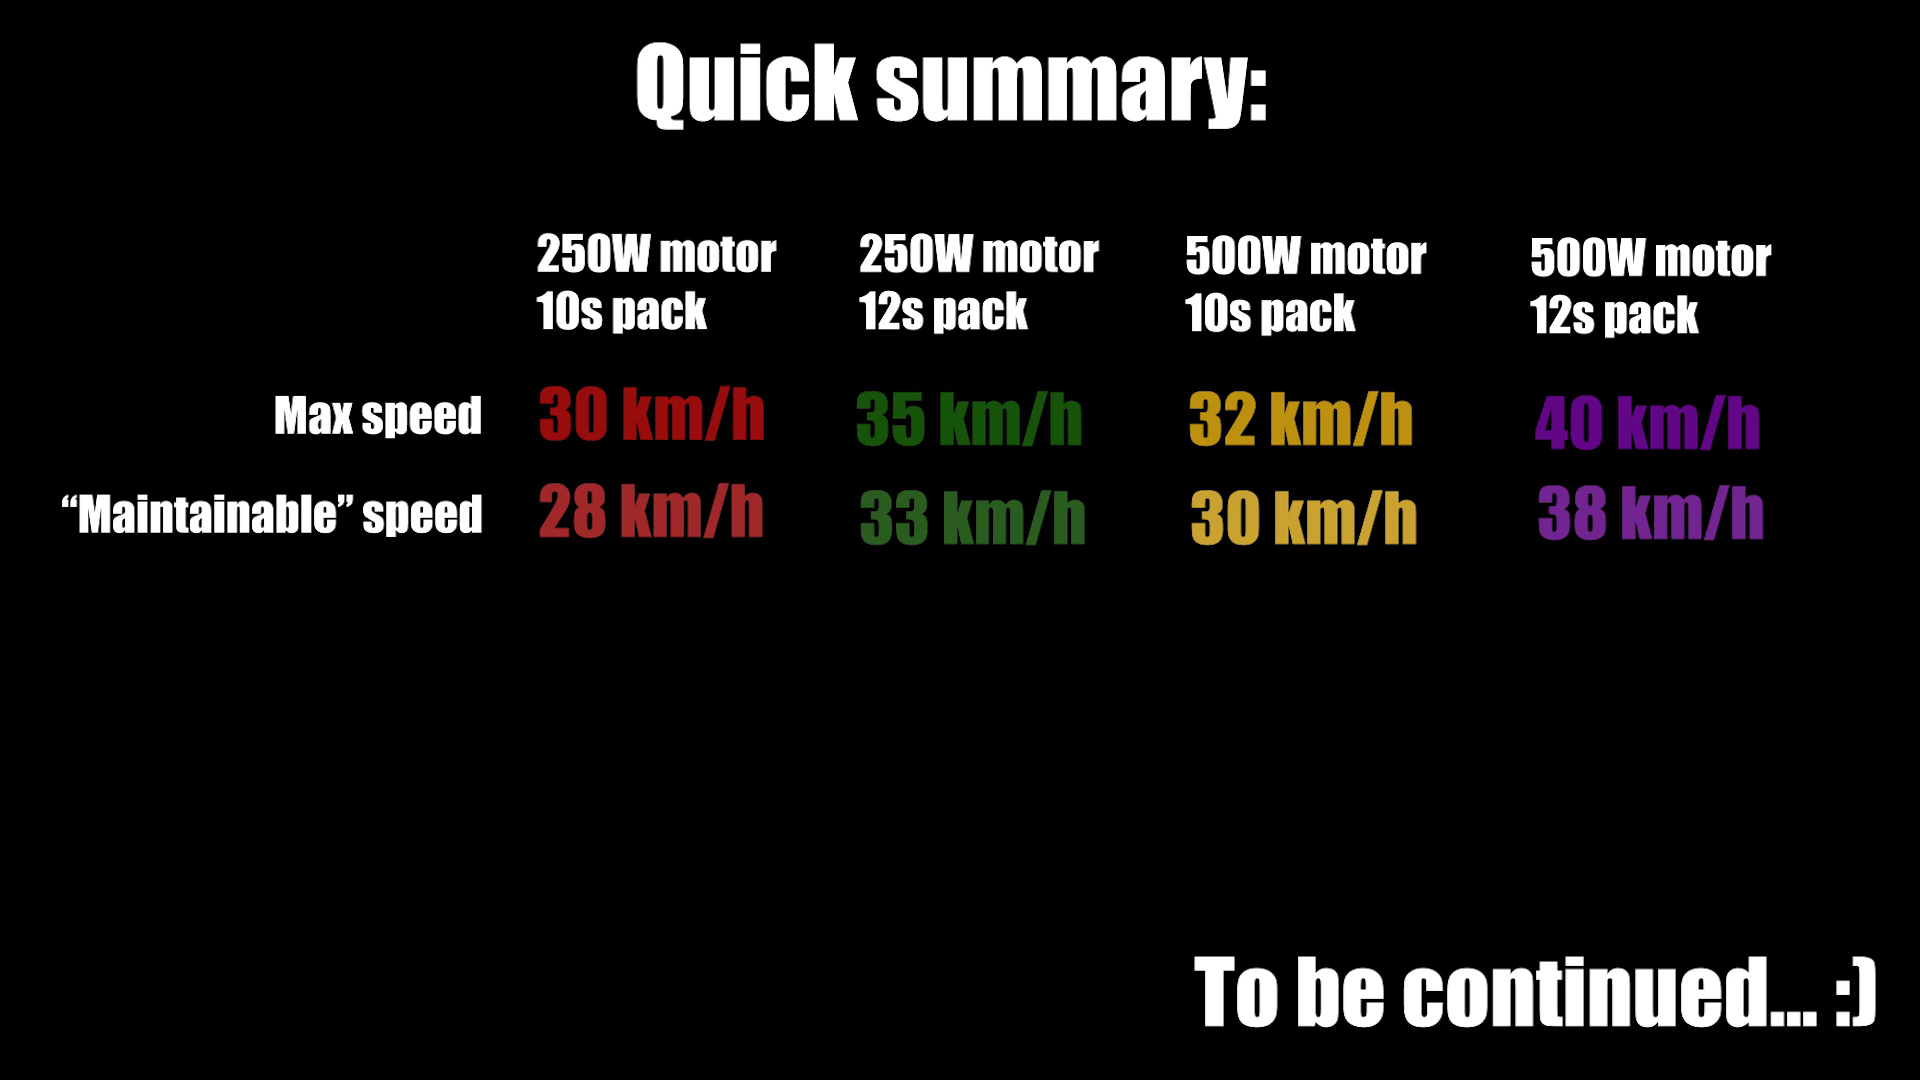 Quick summary:
250W motor 250W motor 500W motor 500W motor
10s pack 12s pack 10s pack 12s pack
Max speed 30 km/h 35 km/h 32 km/h 40 km/h
“Maintainable” speed 28 km/h 33 km/h 30 km/h 38 km/h
To be continued... :)